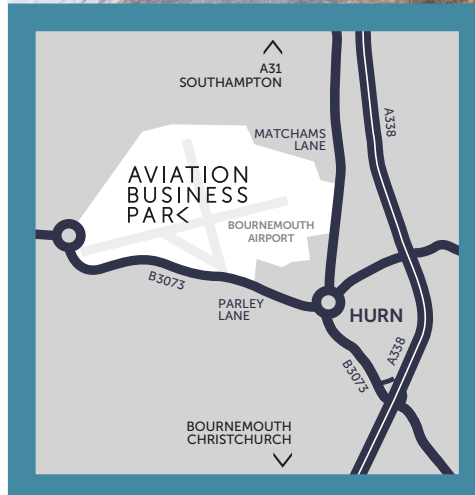 A31
SOUTHAMPTON
A338
MATCHAMS
LANE
AVIATION
BUSINESS
PARK
BOURNEMOUTH
AIRPORT
B3073
PARLEY
LANE
HURN
A338
B3073
BOURNEMOUTH
CHRISTCHURCH